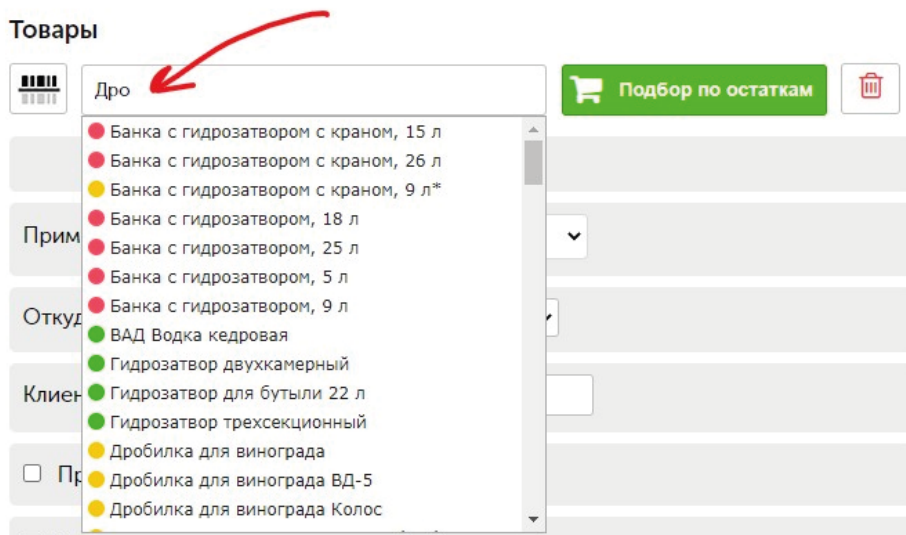 Товары
Дро
Подбор по остаткам
Банка с гидрозатвором с краном, 15 л
Банка с гидрозатвором с краном, 26 л
Банка с гидрозатвором с краном, 9 л*
Банка с гидрозатвором, 18 л
Прим
Банка с гидрозатвором, 25 л
Банка с гидрозатвором, 5 л
Банка с гидрозатвором, 9 л
Откуд
ВАД Водка кедровая
Гидрозатвор двухкамерный
Клиен
Гидрозатвор для бутыли 22 л
Гидрозатвор трехсекционный
Дробилка для винограда
Пр
Дробилка для винограда ВД-5
Дробилка для винограда Колос